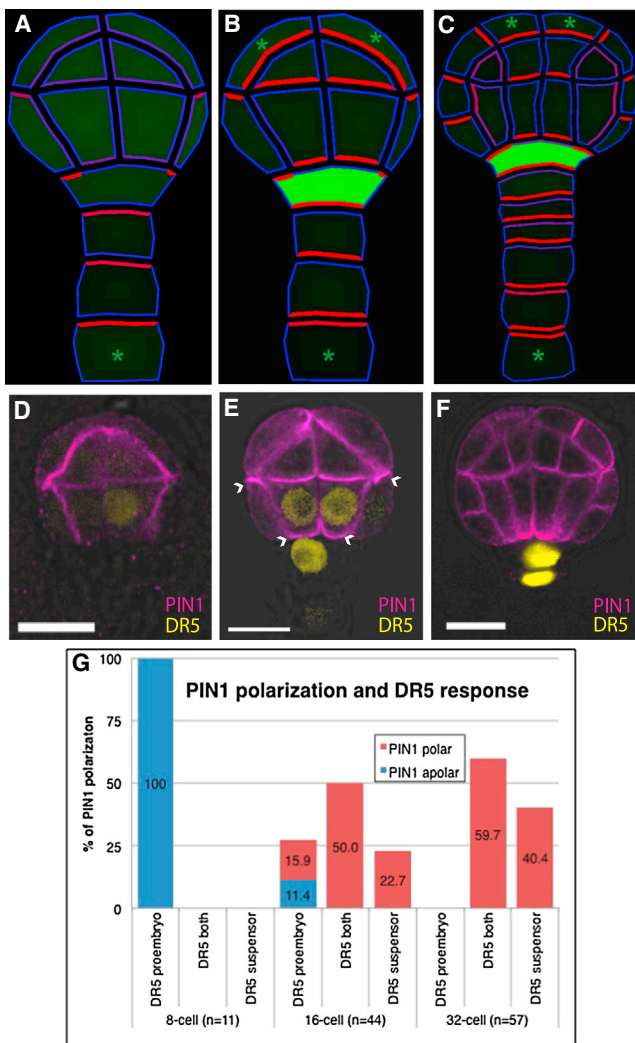 A
B
C
*
*
*
*
*
*
*
D
E
F
PIN1
DR5
PIN1
DR5
PIN1
DR5
G
PIN1 polarization and DR5 response
% of PIN1 polarizaton
100
75
50
25
0
PIN1 polar
PIN1 apolar
100
15.9
11.4
50.0
22.7
59.7
40.4
DR5 proembryo
DR5 both
DR5 suspensor
DR5 proembryo
DR5 both
DR5 suspensor
DR5 proembryo
DR5 both
DR5 suspensor
8-cell (n=11)
16-cell (n=44)
32-cell (n=57)